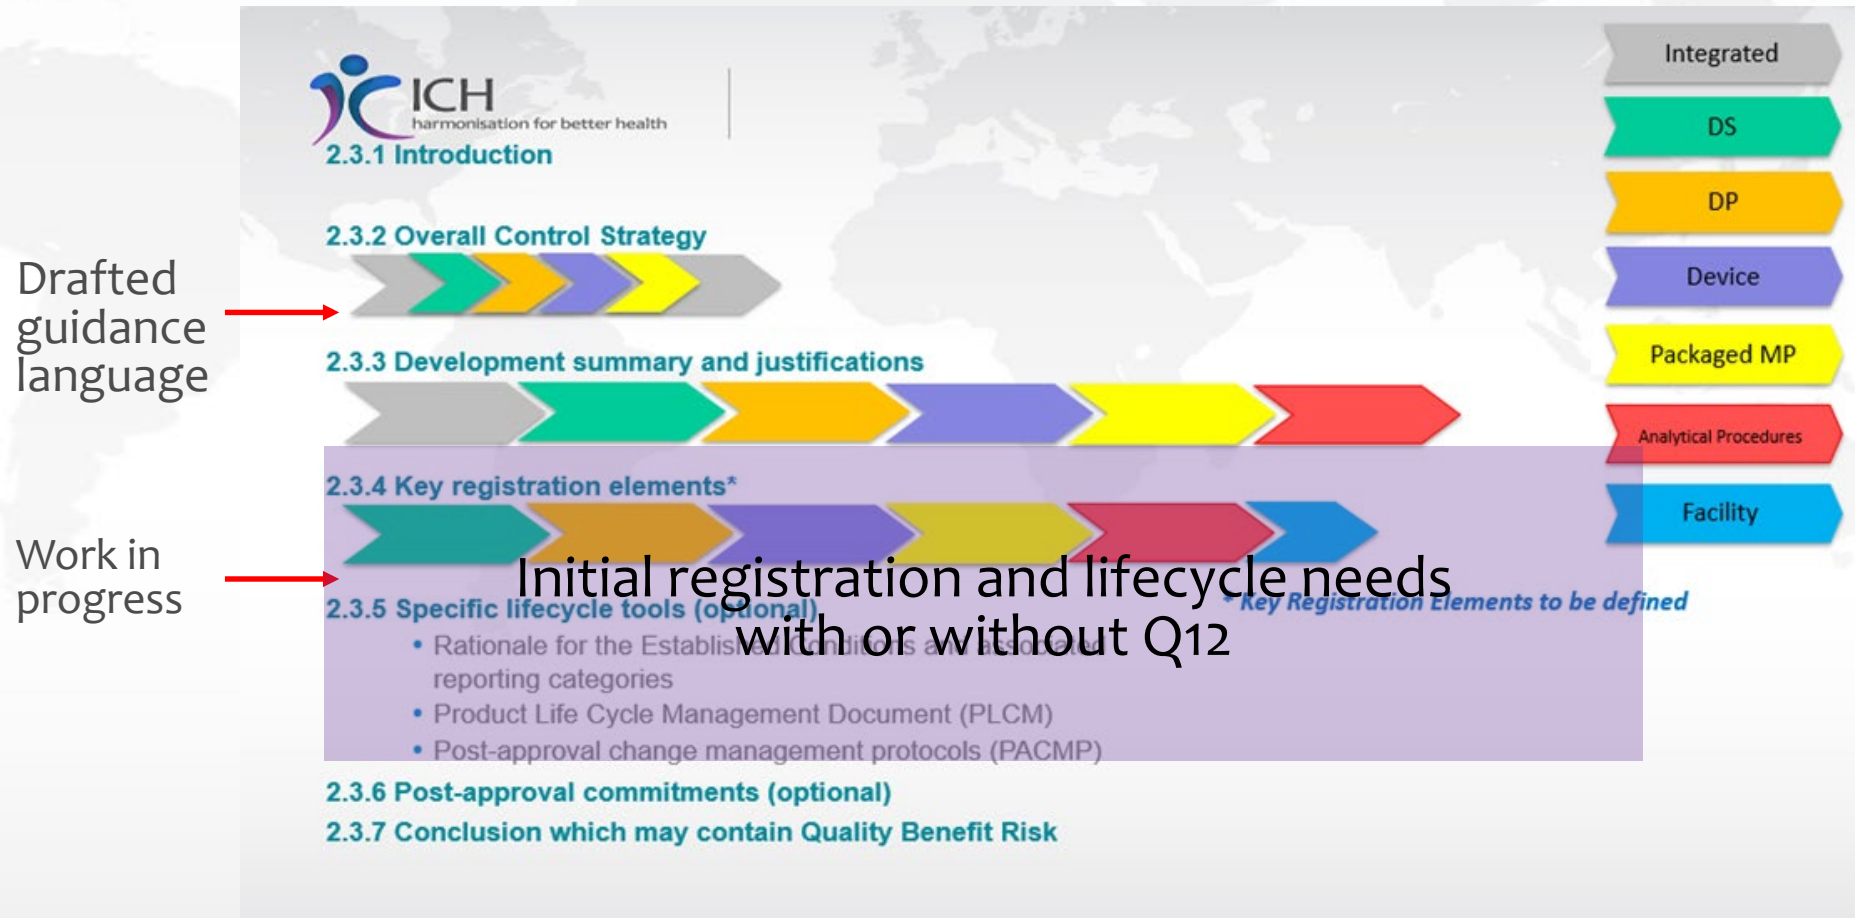 ICH
harmonisation for better health
2.3.1 Introduction
2.3.2 Overall Control Strategy
Drafted
guidance
language
2.3.3 Development summary and justifications
2.3.4 Key registration elements*
Work in
progress
Initial registration and lifecycle needs
with or without Q12
* Key Registration Elements to be defined
2.3.5 Specific lifecycle tools (optional)
• Rationale for the Established Conditions and associated
reporting categories
• Product Life Cycle Management Document (PLCM)
• Post-approval change management protocols (PACMP)
2.3.6 Post-approval commitments (optional)
2.3.7 Conclusion which may contain Quality Benefit Risk
Integrated
DS
DP
Device
Packaged MP
Analytical Procedures
Facility